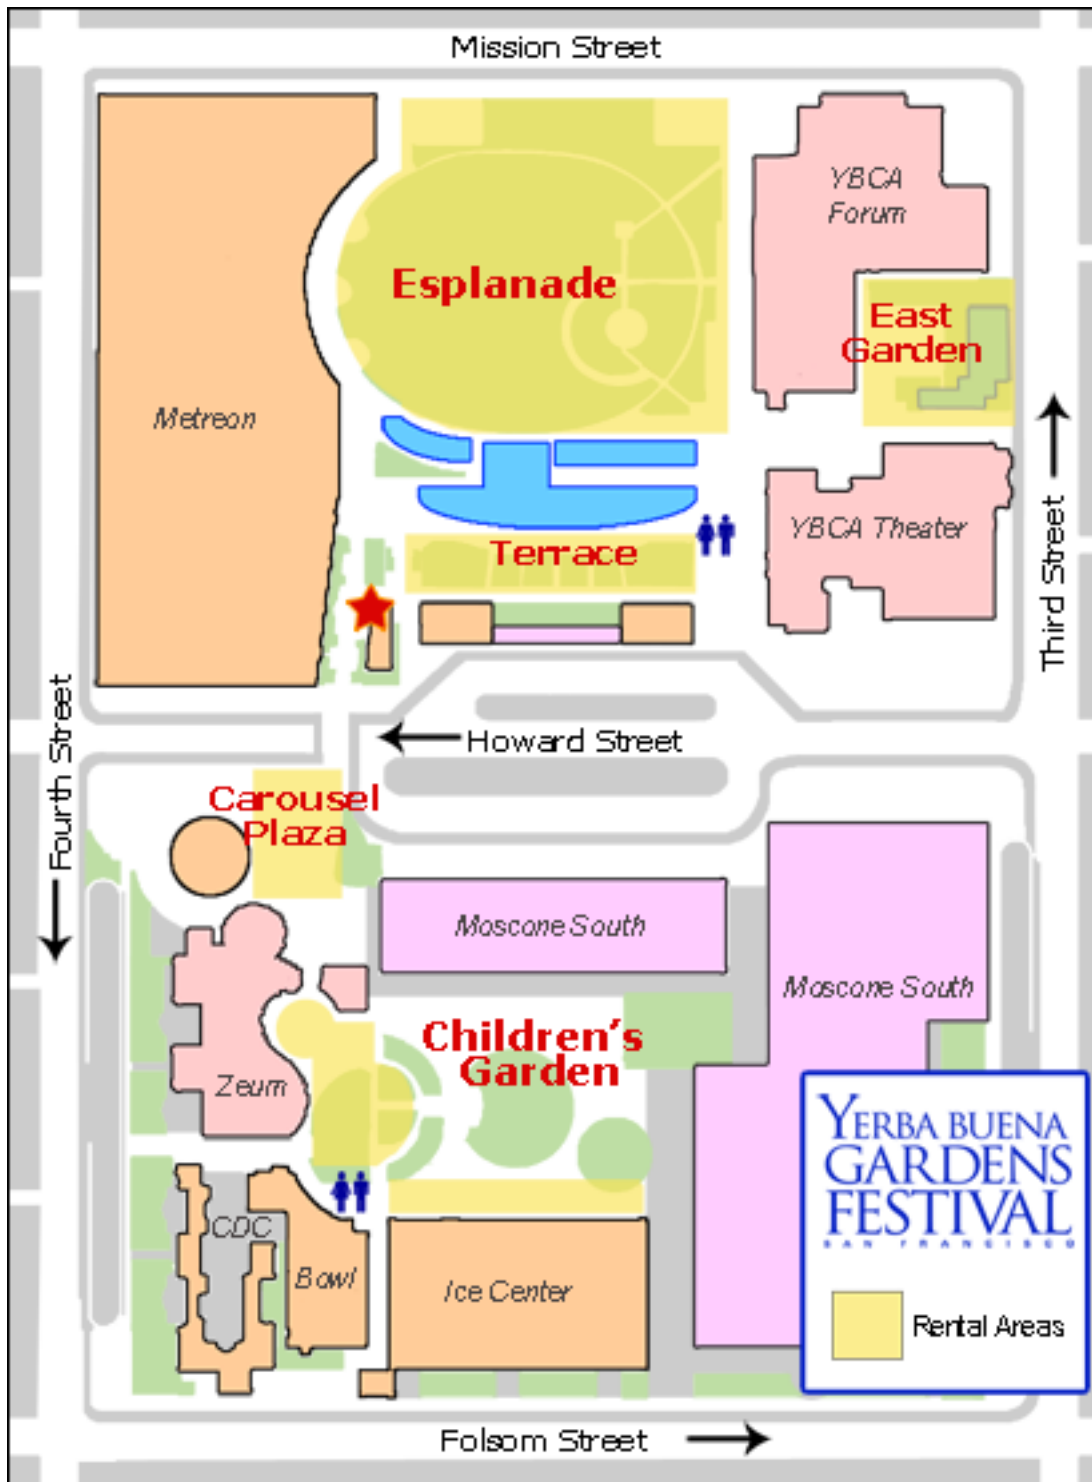 Mission Street
YBCA
Forum
Esplanade
East
Garden
Metreon
YBCA Theater
Terrace
Third Street
Fourth Street
Howard Street
Carousel
Plaza
Moscone South
Moscone South
Children's
Garden
Zeum
YERBA BUENA
GARDENS
FESTIVAL
SAN FRANCISCO
CDC
Bowl
Ice Center
Rental Areas
Folsom Street